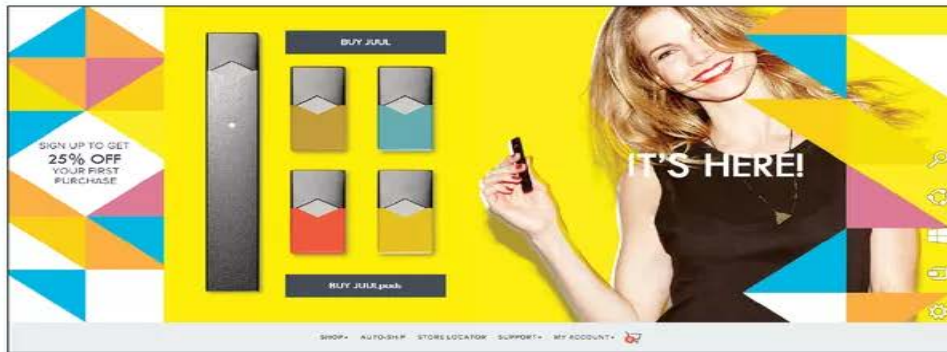 SIGN UP TO GET
25% OFF
YOUR FIRST
PURCHASE
BUY JUUL
BUY JUULpods
IT'S HERE!
SHOP AUTO-SHIP STORE LOCATOR SUPPORT MY ACCOUNT